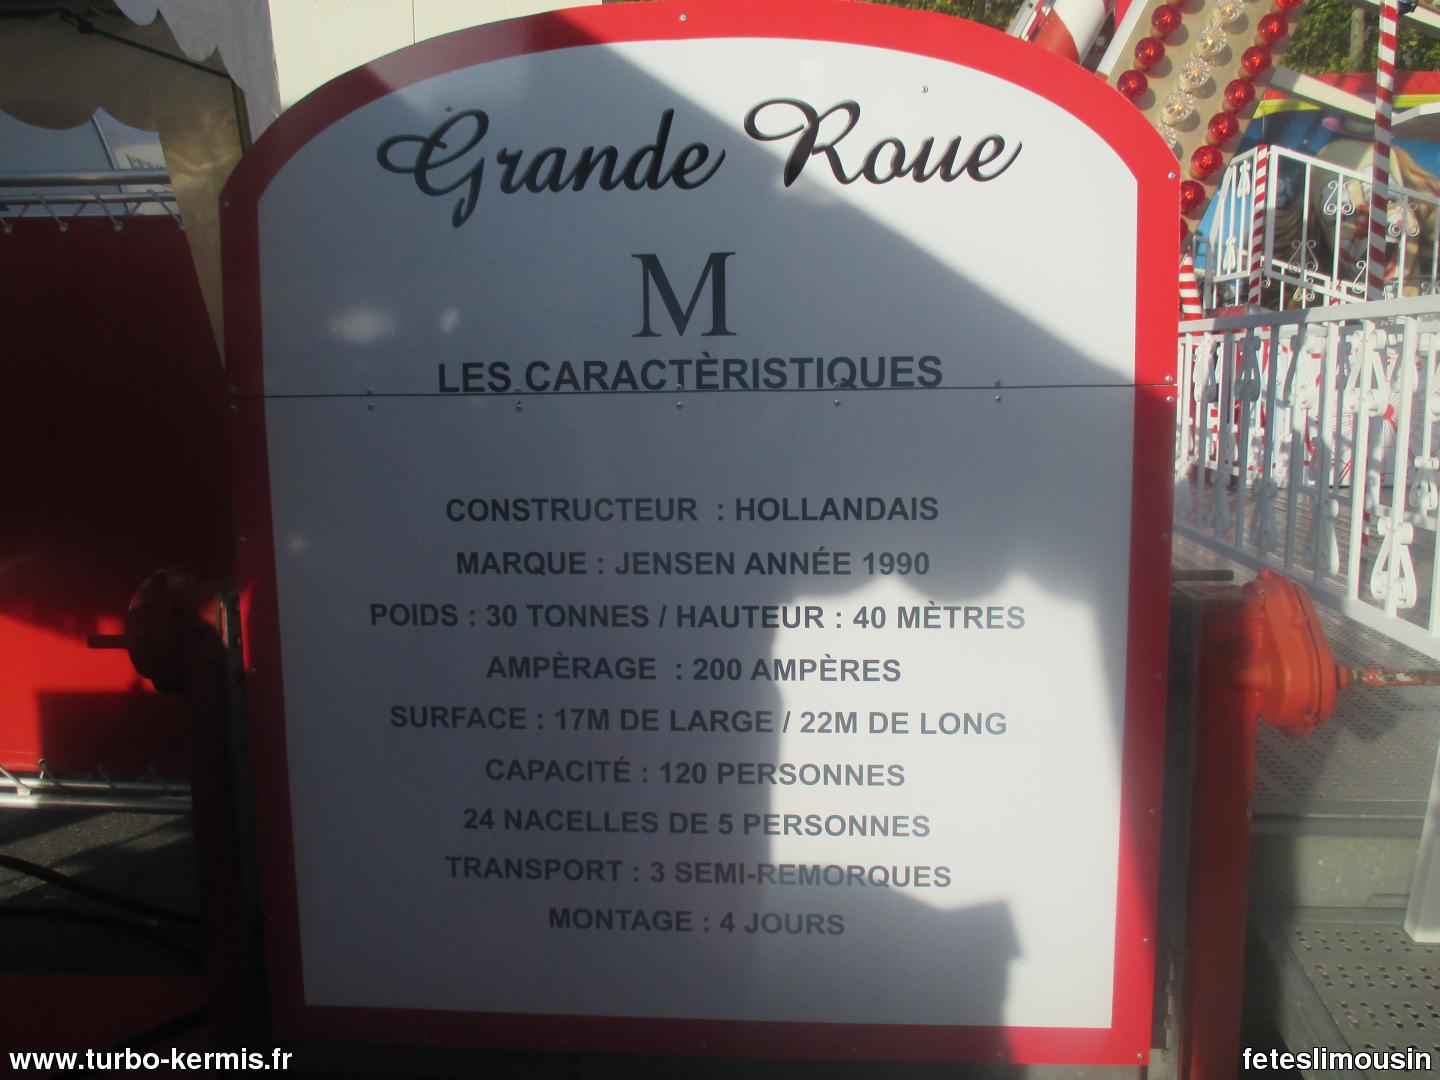 Grande Roue
M
LES CARACTÈRISTIQUES
CONSTRUCTEUR : HOLLANDAIS
MARQUE : JENSEN ANNÉE 1990
POIDS : 30 TONNES / HAUTEUR : 40 MÈTRES
AMPÈRAGE : 200 AMPÈRES
SURFACE : 17M DE LARGE / 22M DE LONG
CAPACITÉ : 120 PERSONNES
24 NACELLES DE 5 PERSONNES
TRANSPORT : 3 SEMI-REMORQUES
MONTAGE : 4 JOURS
www.turbo-kermis.fr
feteslimousin